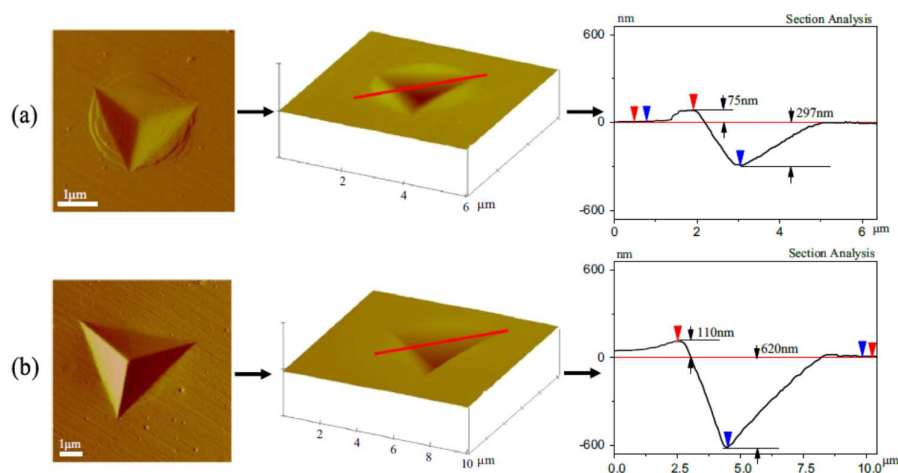 (a)
1μm
2
4
6
μm
nm
Section Analysis
600
0
-600
75nm
297nm
0
2
4
6
μm
(b)
1μm
2
4
6
8
10
μm
nm
Section Analysis
600
0
-600
110nm
620nm
0.0
2.5
5.0
7.5
10.0
μm